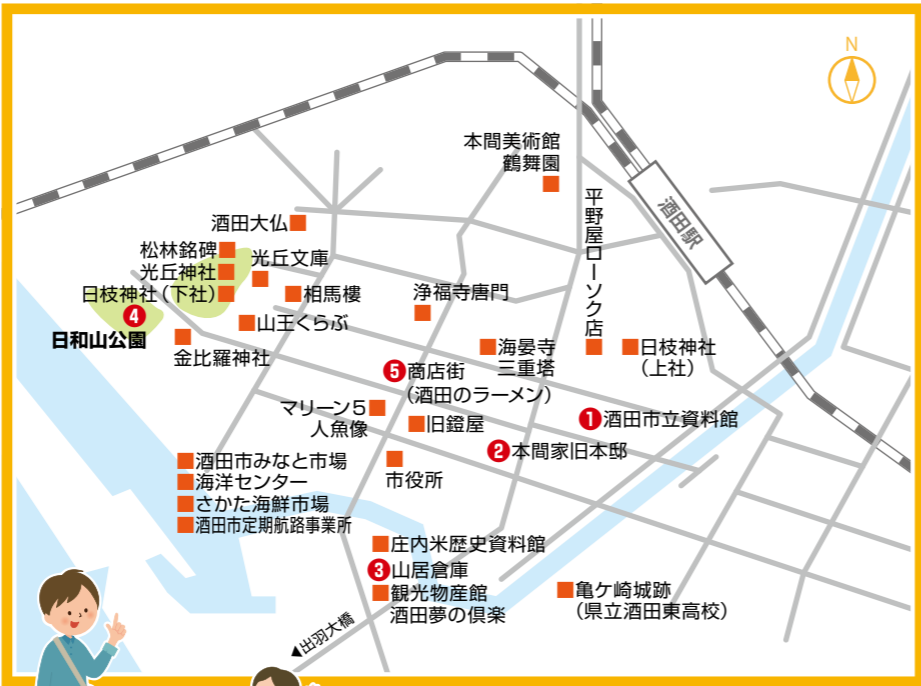 N
本間美術館
鶴舞園
酒田駅
平野屋ローソク店
酒田大仏
松林銘碑
光丘文庫
光丘神社
日枝神社(下社)
相馬樓
浄福寺唐門
4
日和山公園
山王くらぶ
金比羅神社
海晏寺
三重塔
日枝神社
(上社)
5商店街
(酒田のラーメン)
マリーン5
人魚像
旧鐙屋
1酒田市立資料館
2本間家旧本邸
市役所
酒田市みなと市場
海洋センター
さかた海鮮市場
酒田市定期航路事業所
庄内米歴史資料館
3山居倉庫
観光物産館
酒田夢の倶楽
亀ケ崎城跡
(県立酒田東高校)
▲出羽大橋